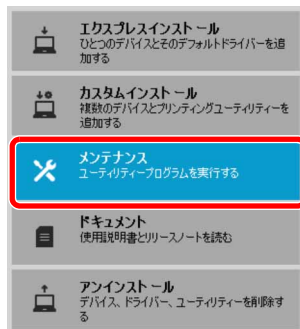 エクスプレスインストール
ひとつのデバイスとそのデフォルトドライバーを追
加する
カスタムインストール
複数のデバイスとプリンティングユーティリティーを
追加する
メンテナンス
ユーティリティープログラムを実行する
ドキュメント
使用説明書とリリースノートを読む
アンインストール
デバイス、ドライバー、ユーティリティーを削除す
る